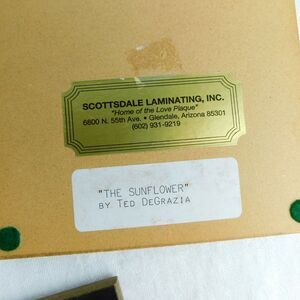 SCOTTSDALE LAMINATING, INC.
"Home of the Love Plaque"
6800 N. 55th Ave. • Glendale, Arizona 85301
(602) 931-9219
"THE SUNFLOWER"
BY TED DEGRAZIA